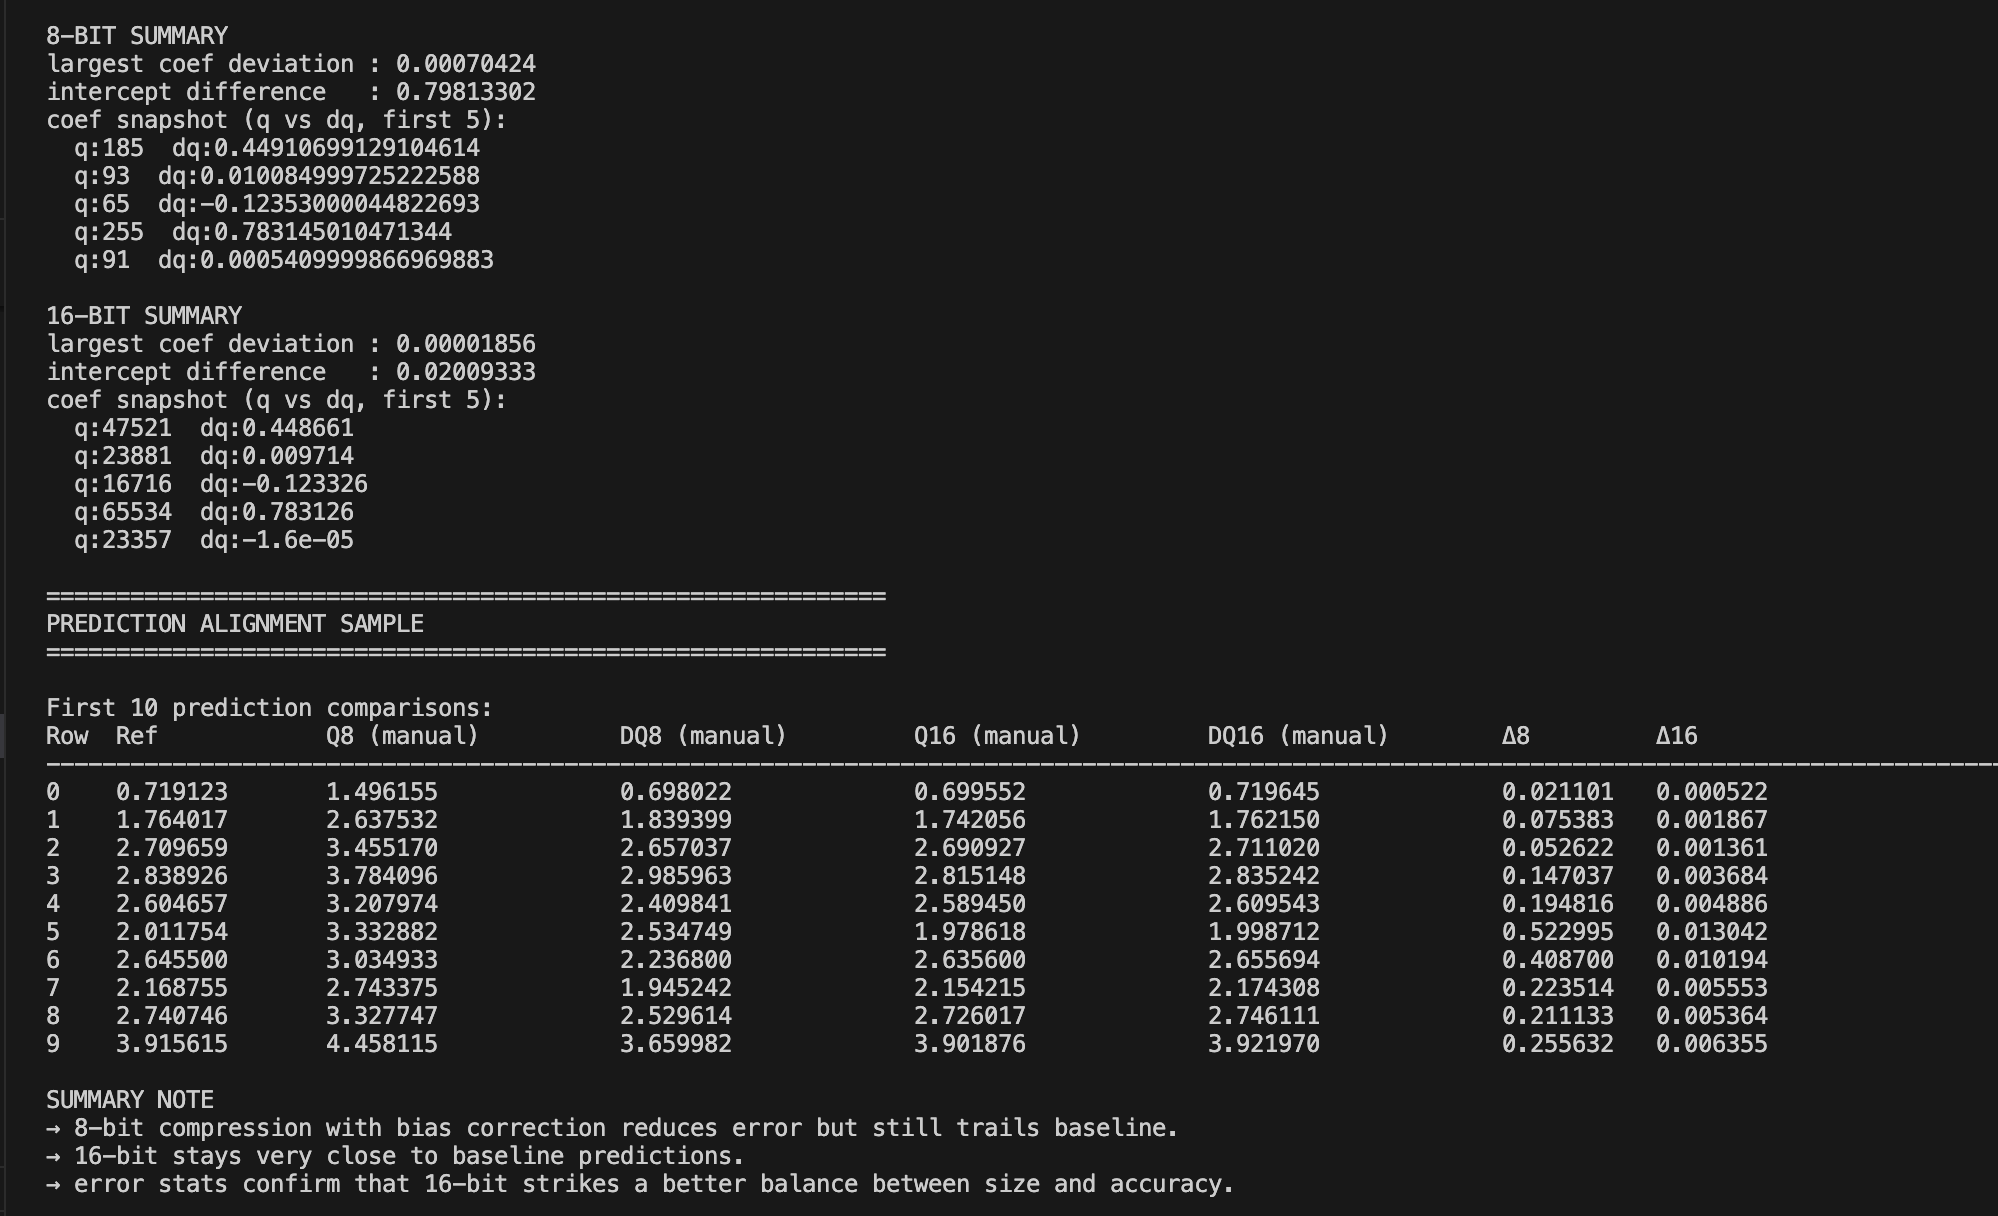 8-BIT SUMMARY
largest coef deviation : 0.00070424
intercept difference   : 0.79813302
coef snapshot (q vs dq, first 5):
  q:185  dq:0.44910699129104614
  q:93  dq:0.010084999725222588
  q:65  dq:-0.12353000044822693
  q:255  dq:0.783145010471344
  q:91  dq:0.0005409999866969883

16-BIT SUMMARY
largest coef deviation : 0.00001856
intercept difference   : 0.02009333
coef snapshot (q vs dq, first 5):
  q:47521  dq:0.448661
  q:23881  dq:0.009714
  q:16716  dq:-0.123326
  q:65534  dq:0.783126
  q:23357  dq:-1.6e-05

============================================================
PREDICTION ALIGNMENT SAMPLE
============================================================

First 10 prediction comparisons:
Row  Ref            Q8 (manual)          DQ8 (manual)         Q16 (manual)         DQ16 (manual)        Δ8         Δ16
0    0.719123       1.496155             0.698022             0.699552             0.719645             0.021101   0.000522
1    1.764017       2.637532             1.839399             1.742056             1.762150             0.075383   0.001867
2    2.709659       3.455170             2.657037             2.690927             2.711020             0.052622   0.001361
3    2.838926       3.784096             2.985963             2.815148             2.835242             0.147037   0.003684
4    2.604657       3.207974             2.409841             2.589450             2.609543             0.194816   0.004886
5    2.011754       3.332882             2.534749             1.978618             1.998712             0.522995   0.013042
6    2.645500       3.034933             2.236800             2.635600             2.655694             0.408700   0.010194
7    2.168755       2.743375             1.945242             2.154215             2.174308             0.223514   0.005553
8    2.740746       3.327747             2.529614             2.726017             2.746111             0.211133   0.005364
9    3.915615       4.458115             3.659982             3.901876             3.921970             0.255632   0.006355

SUMMARY NOTE
→ 8-bit compression with bias correction reduces error but still trails baseline.
→ 16-bit stays very close to baseline predictions.
→ error stats confirm that 16-bit strikes a better balance between size and accuracy.